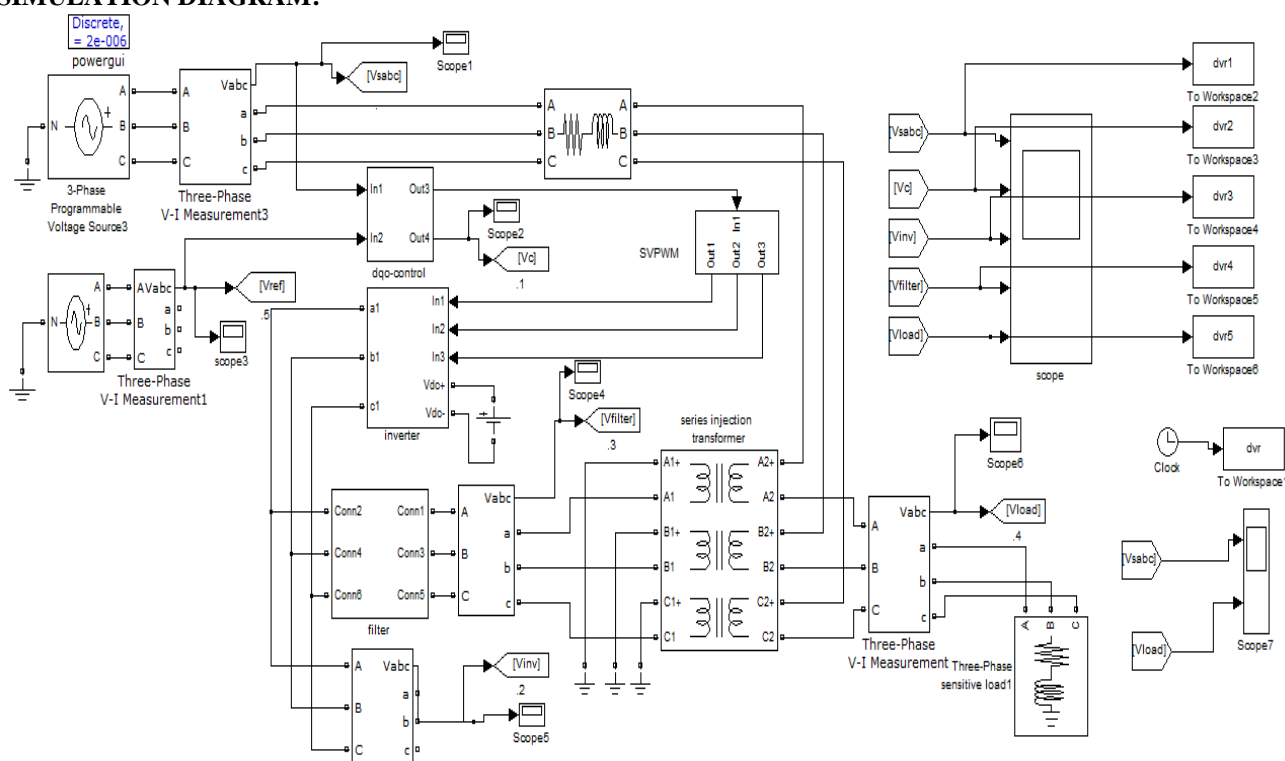 SIMULATION DIAGRAM:
Discrete,
= 2e-006
powergui
N
A
B
C
3-Phase
Programmable
Voltage Source3
A
B
C
Vabc
a
b
c
Three-Phase
V-I Measurement3
Scope1
[Vsabc]
A
B
C
A
B
C
In1
In2
Out3
Out4
dqo-control
Scope2
[Vc]
.1
SVPWM
In1
Out1
Out2
Out3
N
A
B
C
AVabc
B
C
a
b
c
Three-Phase
V-I Measurement1
[Vref]
.5
scope3
a1
b1
c1
In1
In2
In3
Vdc+
Vdc-
inverter
Scope4
[Vfilter]
.3
Conn2
Conn4
Conn6
Conn1
Conn3
Conn5
filter
A
B
C
Vabc
a
b
c
series injection
transformer
A1+
A1
B1+
B1
C1+
C1
A2+
A2
B2+
B2
C2+
C2
A
B
C
Vabc
a
b
c
Three-Phase
V-I Measurement
Scope6
[Vload]
.4
A
B
C
Three-Phase
sensitive load1
A
B
C
Vabc
a
b
c
[Vinv]
.2
Scope5
[Vsabc]
[Vc]
[Vinv]
[Vfilter]
[Vload]
scope
dvr1
To Workspace2
dvr2
To Workspace3
dvr3
To Workspace4
dvr4
To Workspace5
dvr5
To Workspace6
Clock
dvr
To Workspace
[Vsabc]
[Vload]
Scope7